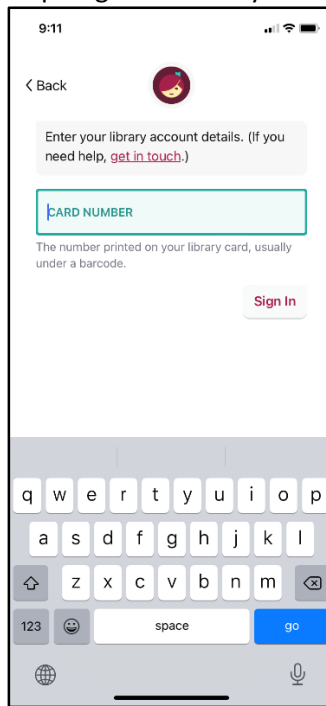 9:11
Back
Enter your library account details. (If you
need help, get in touch.)
CARD NUMBER
The number printed on your library card, usually
under a barcode.
Sign In
q w e r t y u i o p
a s d f g h j k l
z x c v b n m
123 space go